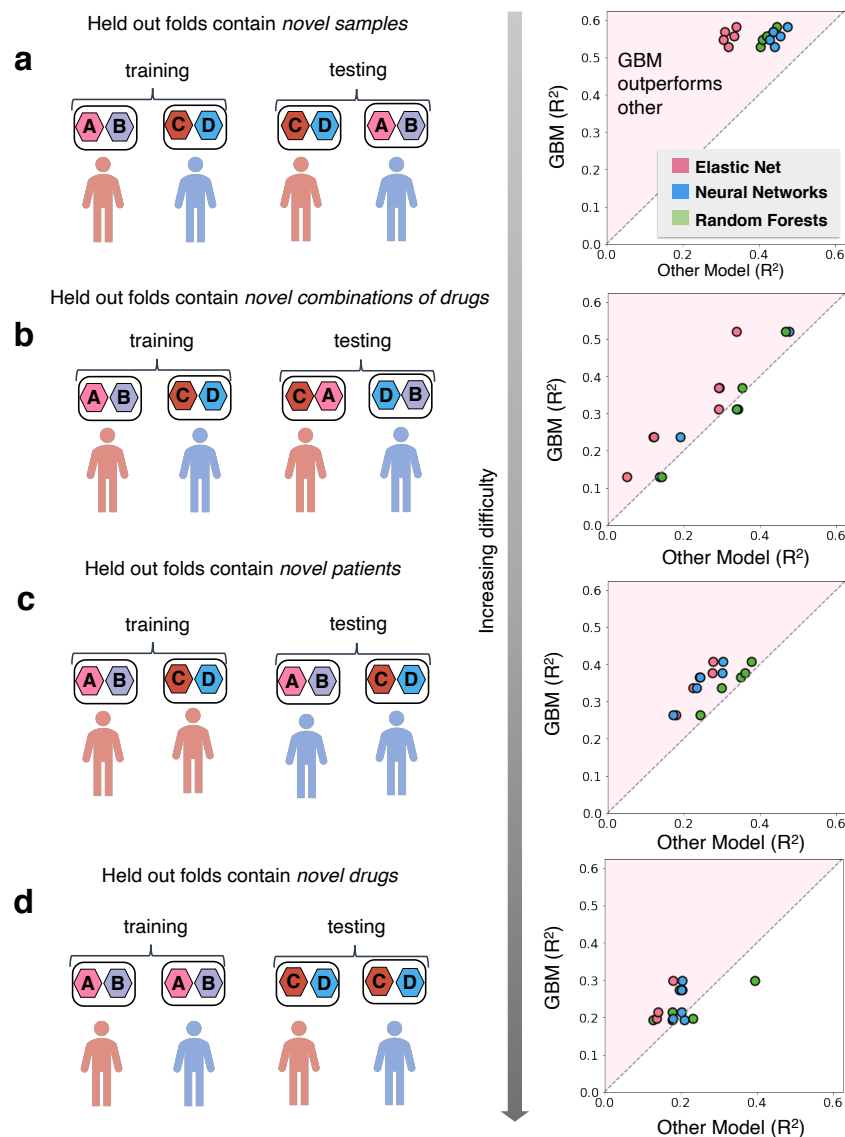 Held out folds contain novel samples
a
training
testing
A B
C D
C D
A B
GBM (R²)
0.6
0.5
0.4
0.3
0.2
0.1
0.0
GBM
outperforms
other
Elastic Net
Neural Networks
Random Forests
0.0
0.2
0.4
0.6
Other Model (R²)
Held out folds contain novel combinations of drugs
b
training
testing
A B
C D
C A
D B
GBM (R²)
0.6
0.5
0.4
0.3
0.2
0.1
0.0
0.0
0.2
0.4
0.6
Other Model (R²)
Increasing difficulty
Held out folds contain novel patients
c
training
testing
A B
C D
A B
C D
GBM (R²)
0.6
0.5
0.4
0.3
0.2
0.1
0.0
0.0
0.2
0.4
0.6
Other Model (R²)
Held out folds contain novel drugs
d
training
testing
A B
A B
C D
C D
GBM (R²)
0.6
0.5
0.4
0.3
0.2
0.1
0.0
0.0
0.2
0.4
0.6
Other Model (R²)